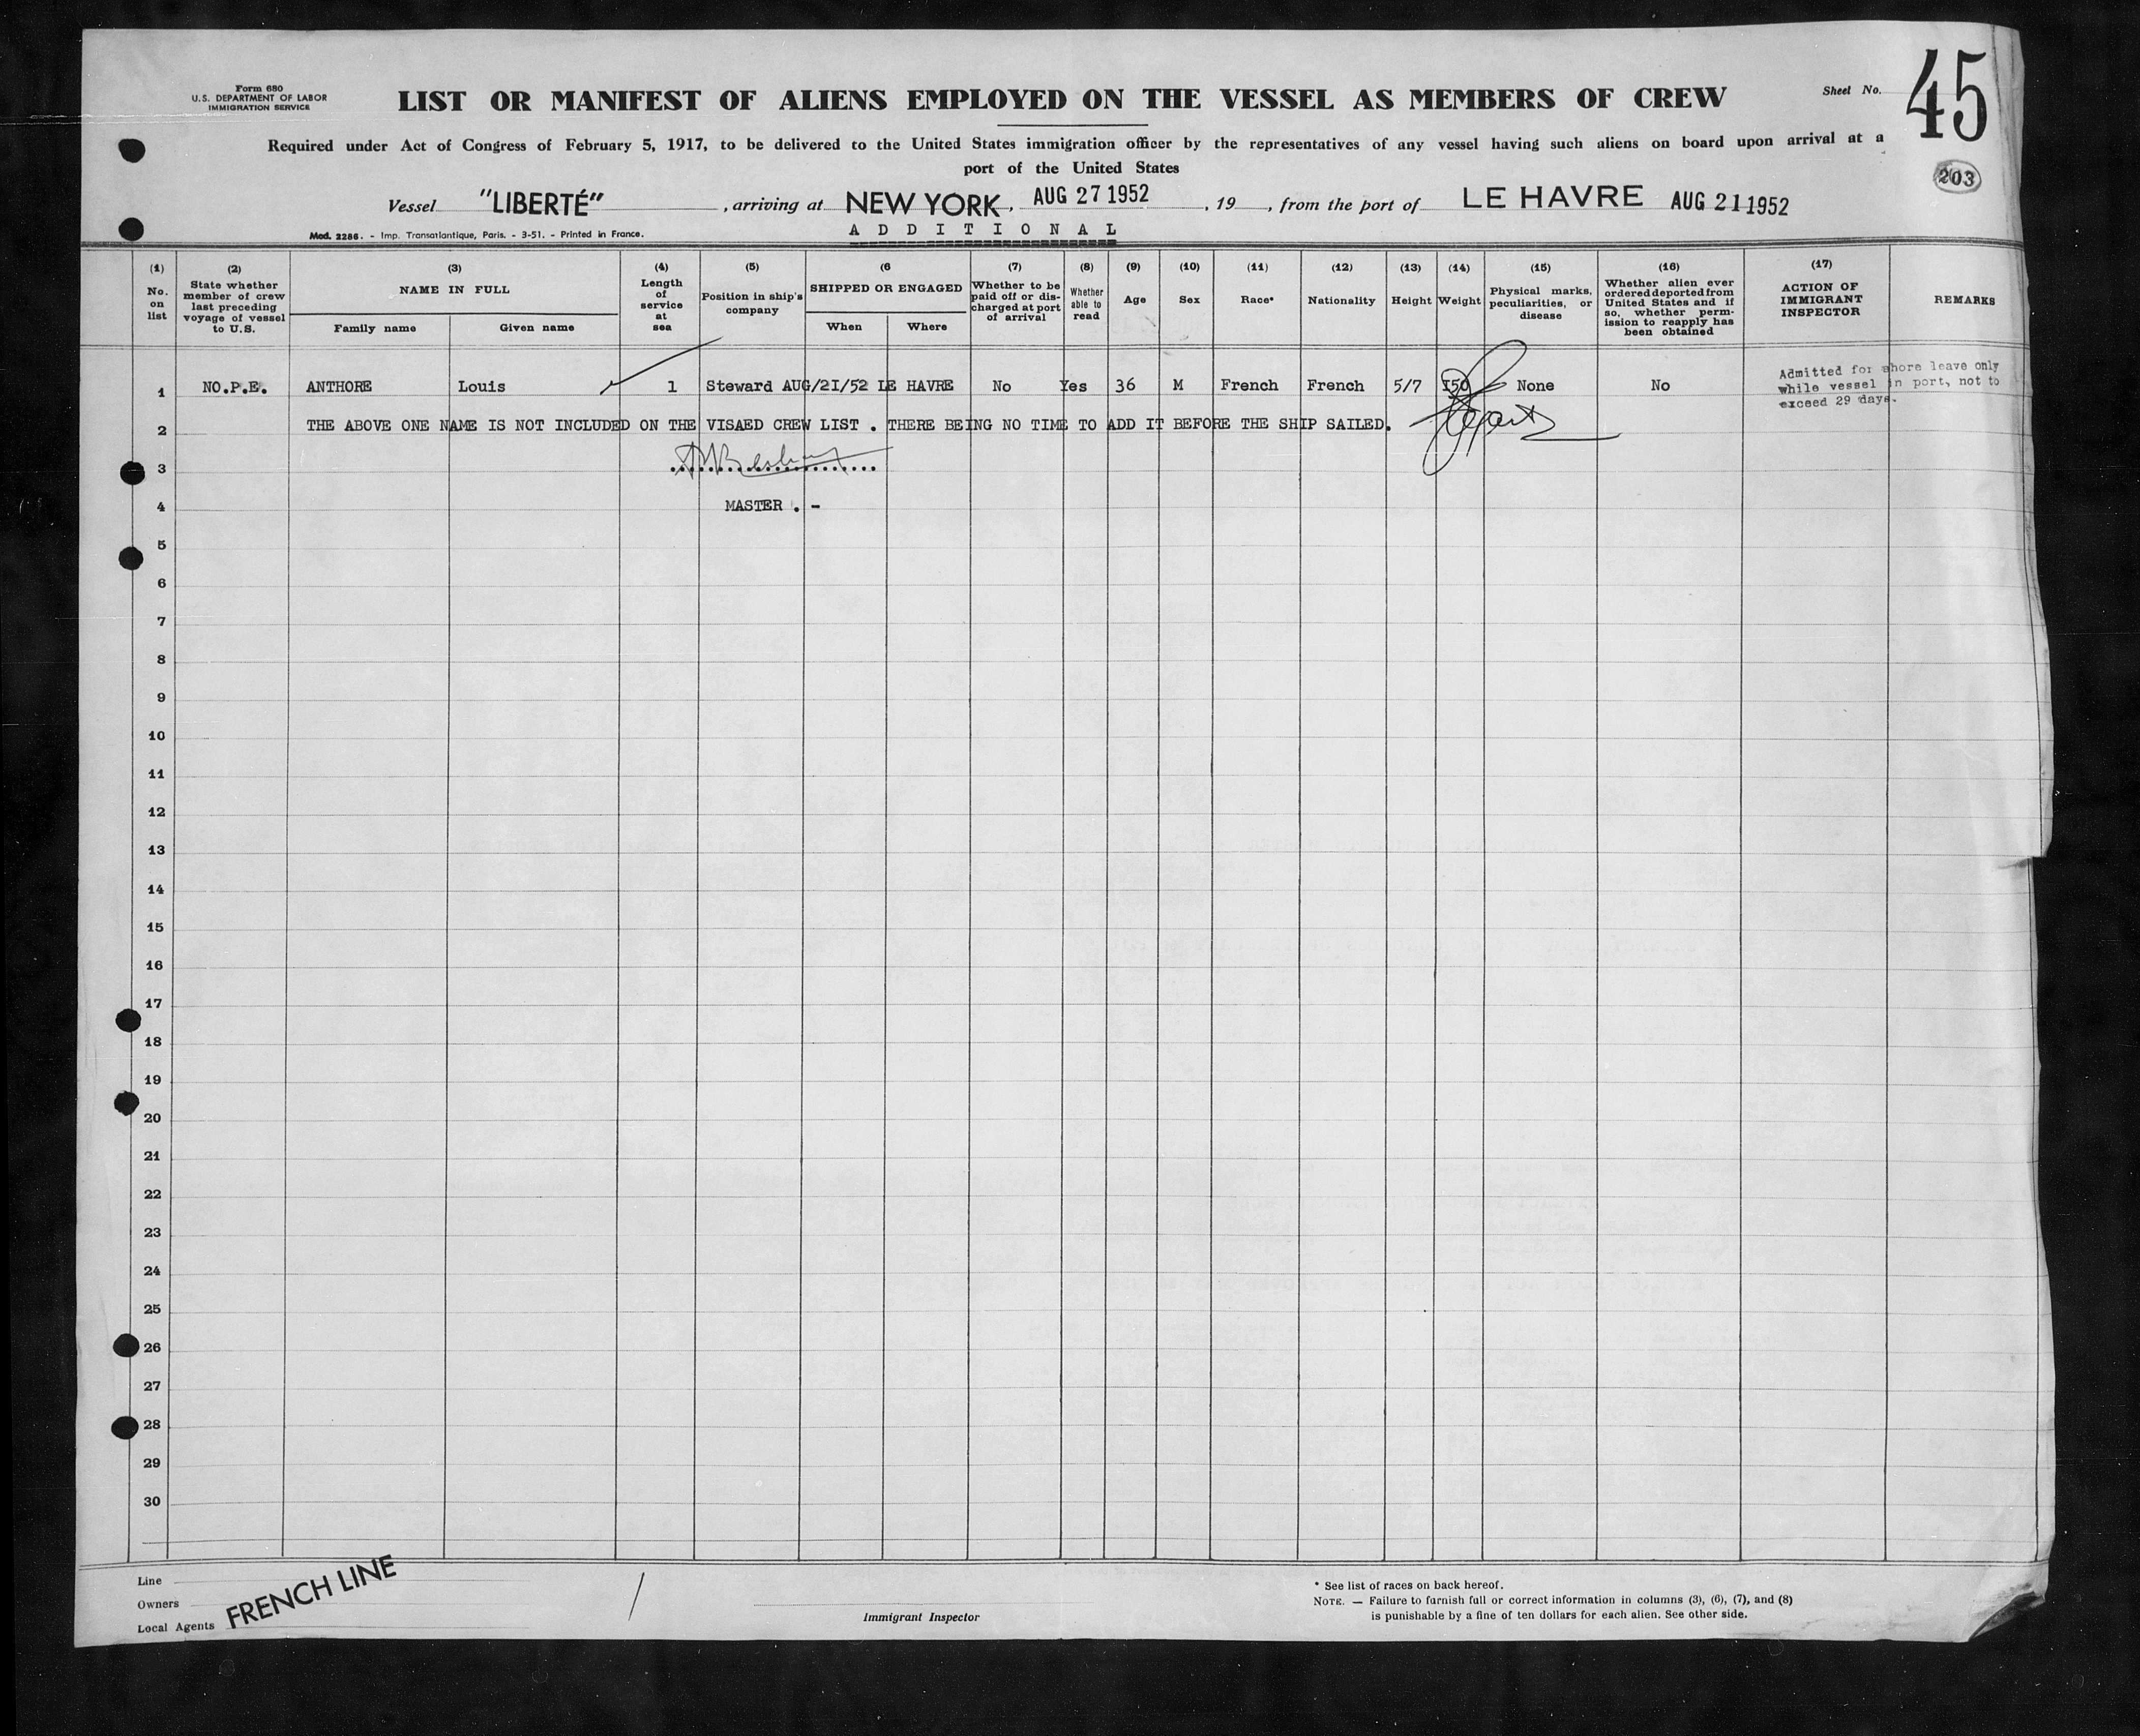 Form 680
U.S. DEPARTMENT OF LABOR
IMMIGRATION SERVICE
LIST OR MANIFEST OF ALIENS EMPLOYED ON THE VESSEL AS MEMBERS OF CREW
Sheet No. 45
Required under Act of Congress of February 5, 1917, to be delivered to the United States immigration officer by the representatives of any vessel having such aliens on board upon arrival at a
port of the United States
203
Vessel "LIBERTÉ", arriving at NEW YORK, AUG 27 1952, 19, from the port of LE HAVRE AUG 21 1952
Mod. 2286. - Imp. Transatlantique, Paris. - 3-51. - Printed in France.
ADDITIONAL
(1) No. on list
(2) State whether member of crew last preceding voyage of vessel to U.S.
(3) NAME IN FULL
Family name Given name
(4) Length of service at sea
(5) Position in ship's company
(6 SHIPPED OR ENGAGED
When Where
(7) Whether to be paid off or discharged at port of arrival
(8) Whether able to read
(9) Age
(10) Sex
(11) Race*
(12) Nationality
(13) Height
(14) Weight
(15) Physical marks, peculiarities, or disease
(16) Whether alien ever ordered deported from United States and if so, whether permission to reapply has been obtained
(17) ACTION OF IMMIGRANT INSPECTOR
REMARKS
1 NO.P.E. ANTHORE Louis 1 Steward AUG/2I/52 LE HAVRE No Yes 36 M French French 5/7 I50 None No
Admitted for shore leave only
while vessel in port, not to
exceed 29 days.
2 THE ABOVE ONE NAME IS NOT INCLUDED ON THE VISAED CREW LIST . THERE BEING NO TIME TO ADD IT BEFORE THE SHIP SAILED.
3
4 MASTER . -
5
6
7
8
9
10
11
12
13
14
15
16
17
18
19
20
21
22
23
24
25
26
27
28
29
30
Line
Owners
Local Agents
FRENCH LINE
Immigrant Inspector
* See list of races on back hereof.
NOTE. — Failure to furnish full or correct information in columns (3), (6), (7), and (8)
is punishable by a fine of ten dollars for each alien. See other side.